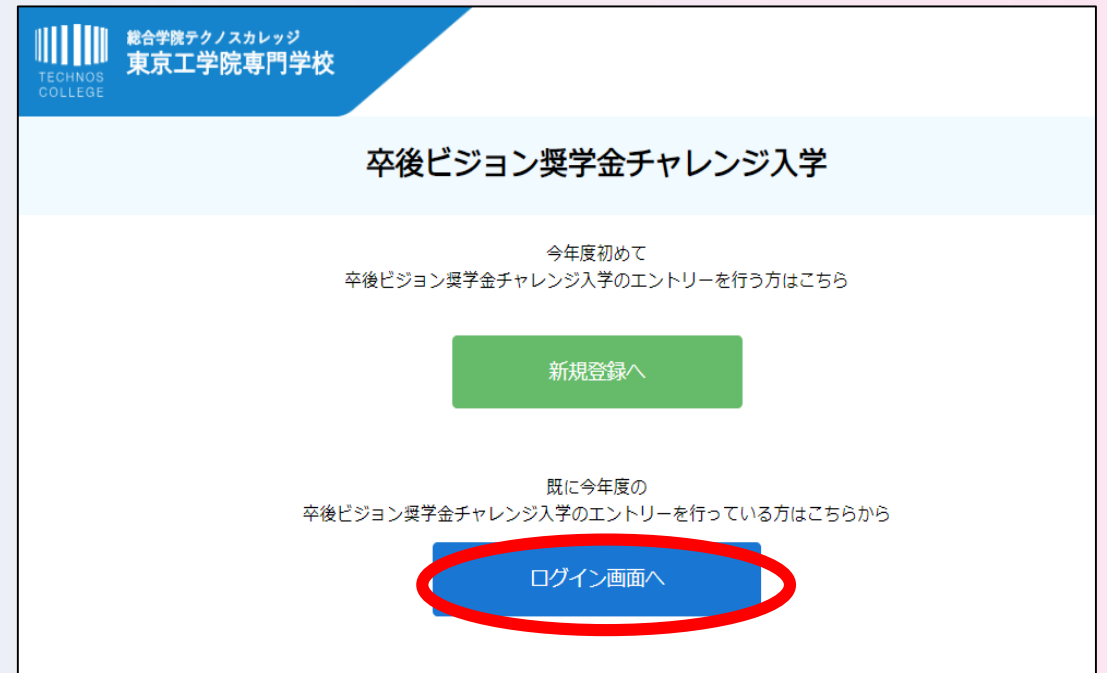 総合学院テクノスカレッジ
東京工学院専門学校
TECHNOS
COLLEGE
卒後ビジョン奨学金チャレンジ入学
今年度初めて
卒後ビジョン奨学金チャレンジ入学のエントリーを行う方はこちら
新規登録へ
既に今年度の
卒後ビジョン奨学金チャレンジ入学のエントリーを行っている方はこちらから
ログイン画面へ